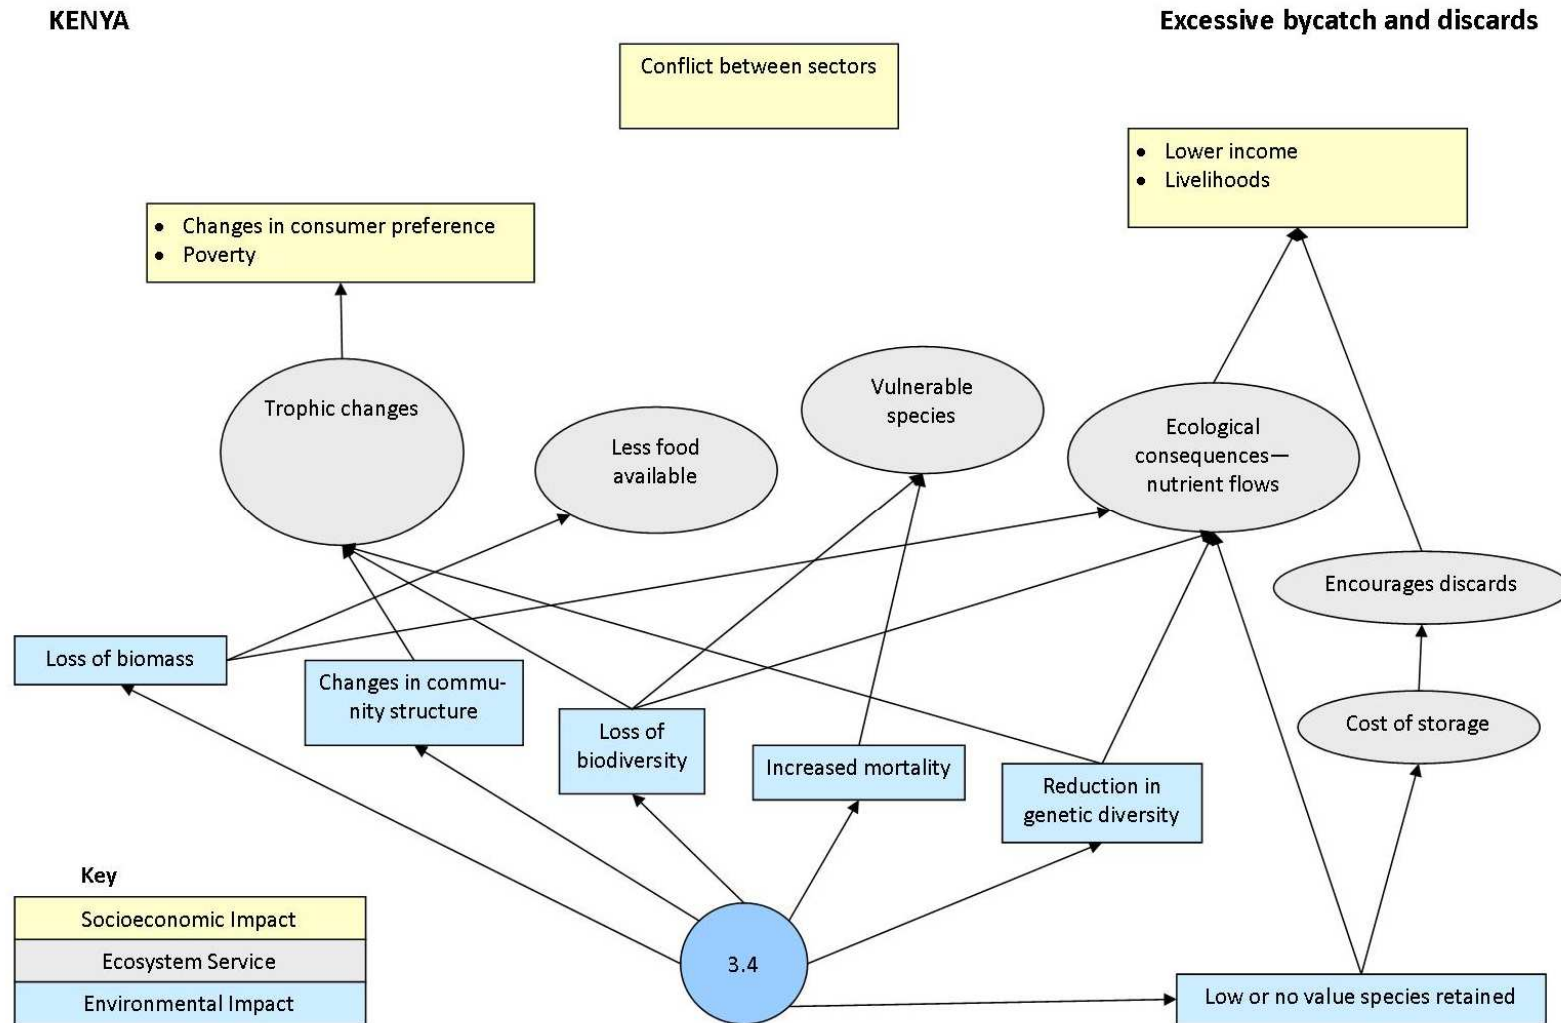 KENYA
Excessive bycatch and discards
Conflict between sectors
• Lower income
• Livelihoods
• Changes in consumer preference
• Poverty
Trophic changes
Less food
available
Vulnerable
species
Ecological
consequences—
nutrient flows
Encourages discards
Cost of storage
Loss of biomass
Changes in commu-
nity structure
Loss of
biodiversity
Increased mortality
Reduction in
genetic diversity
3.4
Low or no value species retained
Key
Socioeconomic Impact
Ecosystem Service
Environmental Impact